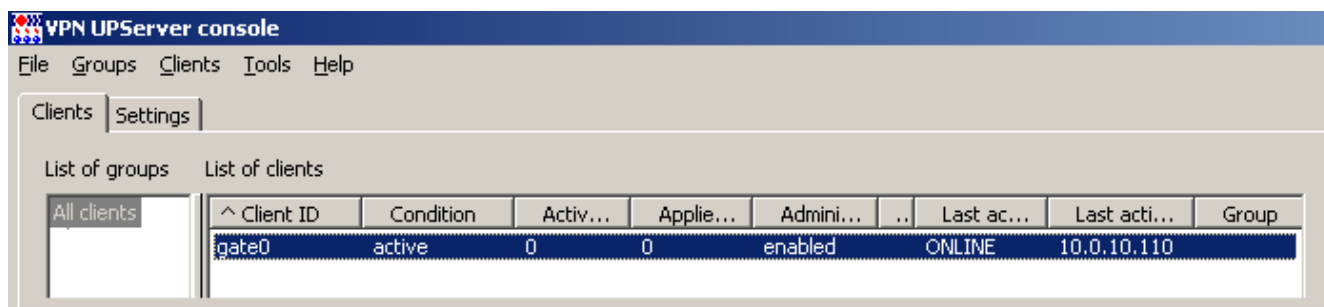 VPN UPServer console
File Groups Clients Tools Help
Clients Settings
List of groups List of clients
All clients ^ Client ID Condition Activ... Applie... Admini... .. Last ac... Last acti... Group
gate0 active 0 0 enabled ONLINE 10.0.10.110